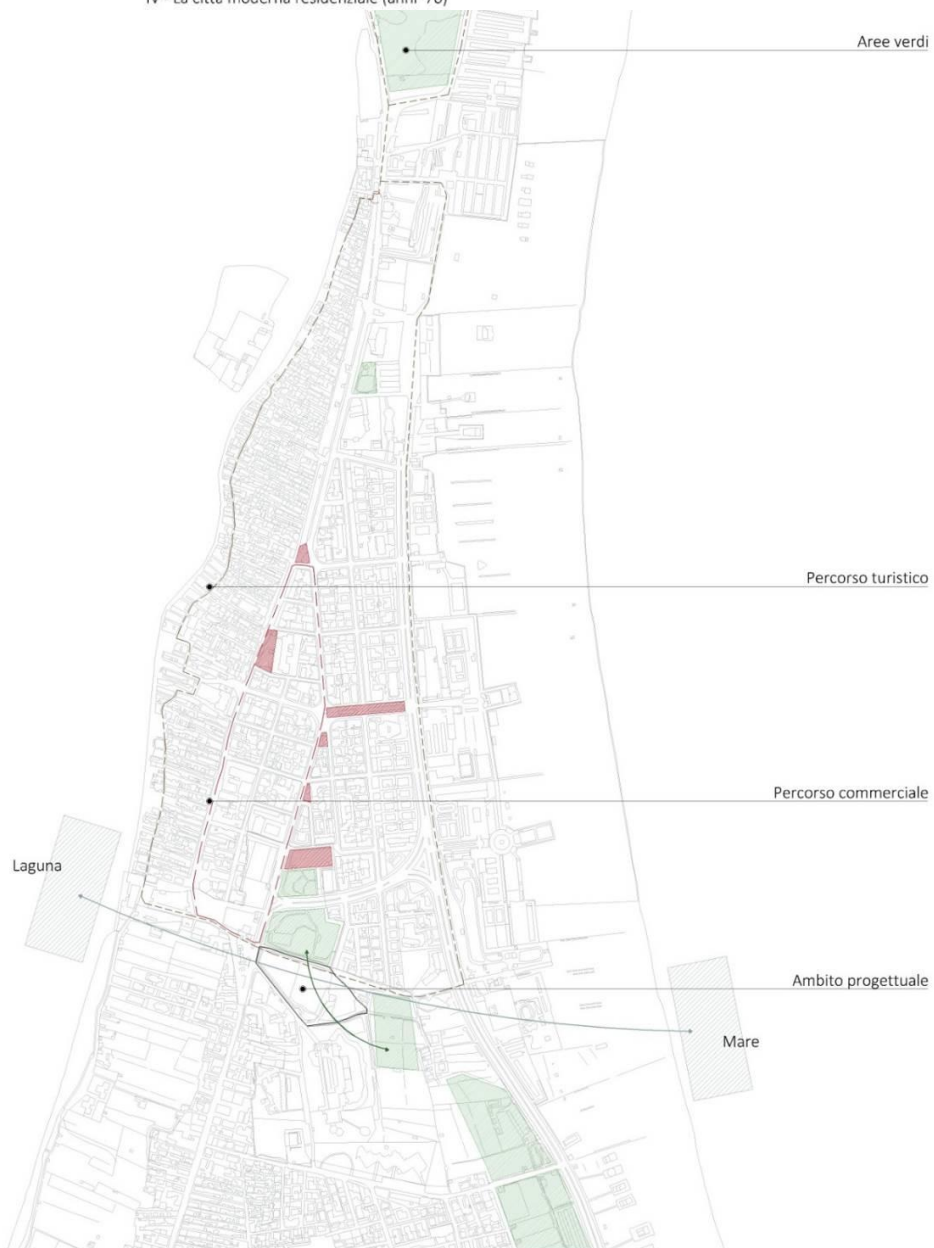 IV - La città moderna residenziale (anni '70)
Aree verdi
Percorso turistico
Percorso commerciale
Laguna
Ambito progettuale
Mare